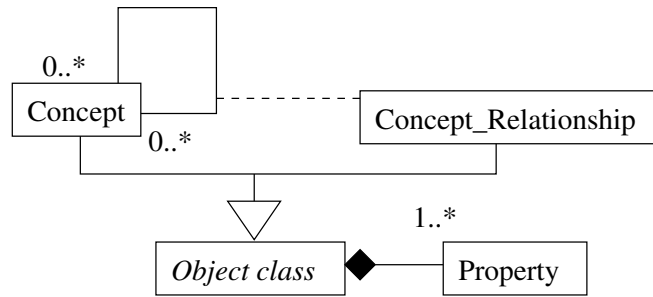 0..*
Concept
0..*
Concept_Relationship
1..*
Object class
Property